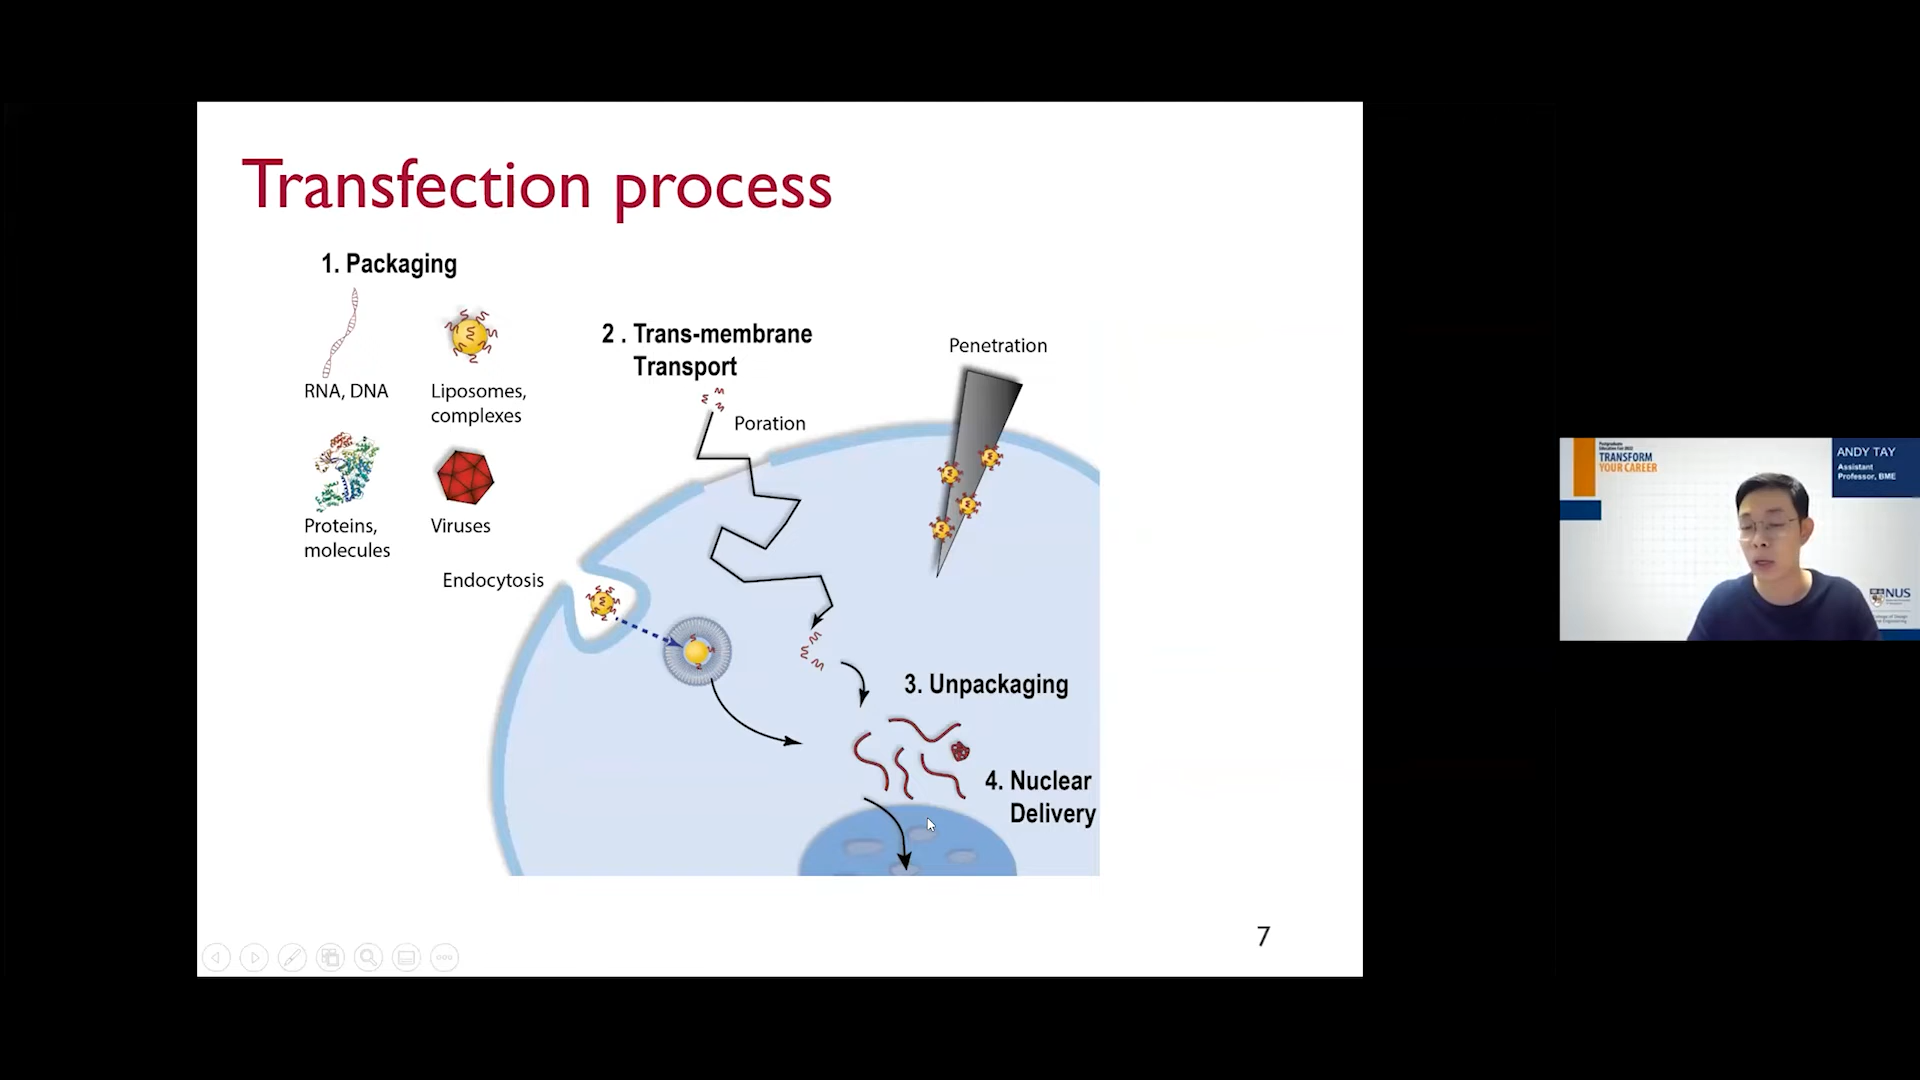 Transfection process
1. Packaging
RNA, DNA
Liposomes,
complexes
Proteins,
molecules
Viruses
2 . Trans-membrane
Transport
Poration
Penetration
Endocytosis
3. Unpackaging
4. Nuclear
Delivery
7
TRANSFORM
YOUR CAREER
ANDY TAY
Assistant
Professor, BME
NUS